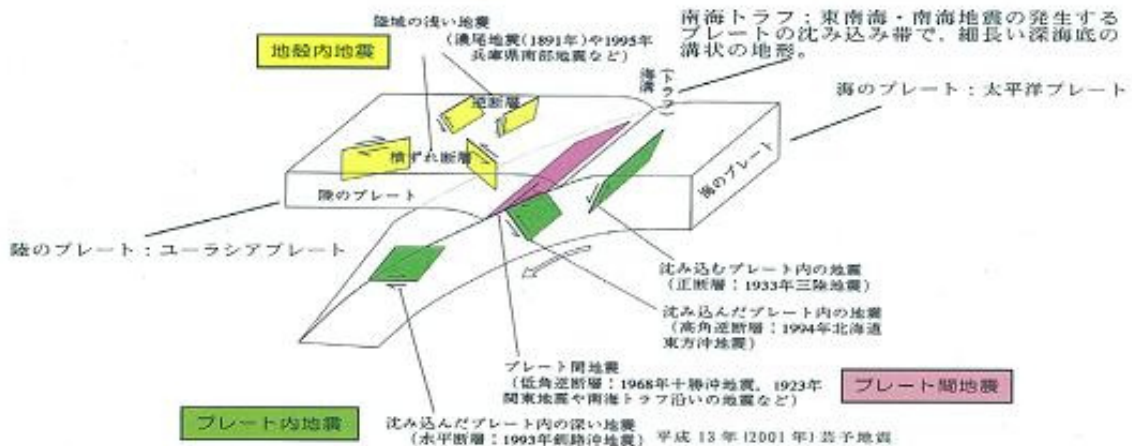 陸域の浅い地震
(濃尾地震(1891年)や1995年
兵庫県南部地震など)
地殻内地震
南海トラフ：東南海・南海地震の発生する
プレートの沈み込み帯で，細長い深海底の
溝状の地形。
海溝
(トラフ)
海のプレート：太平洋プレート
逆断層
横ずれ断層
陸のプレート
海のプレート
陸のプレート：ユーラシアプレート
沈み込むプレート内の地震
(正断層：1933年三陸地震)
沈み込んだプレート内の地震
(高角逆断層：1994年北海道
東方沖地震)
プレート間地震
(低角逆断層：1968年十勝沖地震，1923年
関東地震や南海トラフ沿いの地震など)
プレート間地震
プレート内地震
沈み込んだプレート内の深い地震
(水平断層：1993年釧路沖地震)
平成13年(2001年)芸予地震